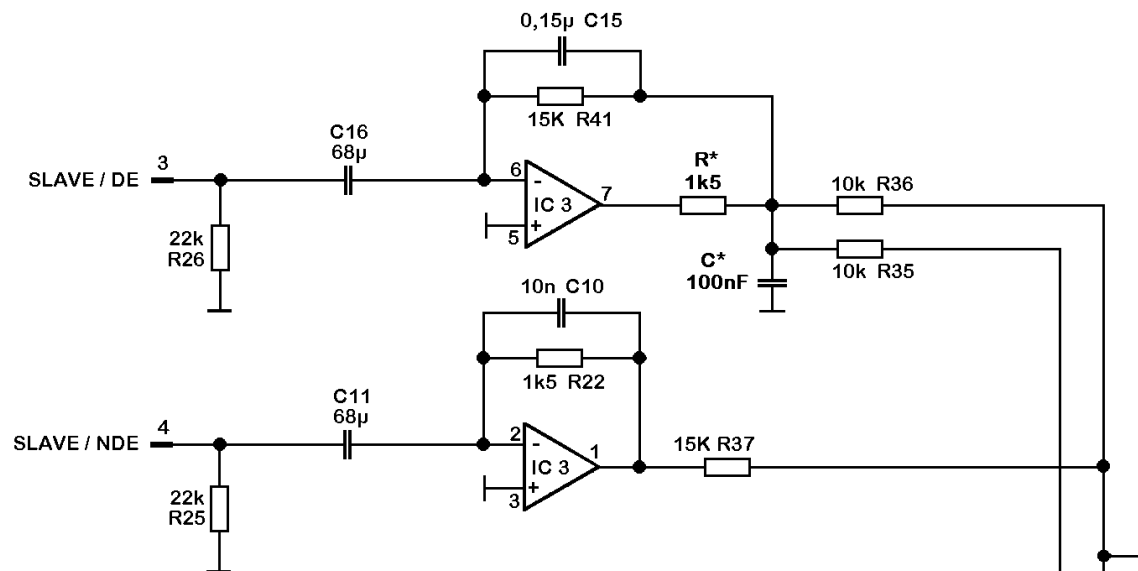 0,15µ C15
15K R41
C16
68µ
SLAVE / DE
3
6
-
IC 3
+
5
7
R*
1k5
10k R36
22k
R26
C*
100nF
10k R35
10n C10
1k5 R22
C11
68µ
SLAVE / NDE
4
2
-
IC 3
+
3
1
15K R37
22k
R25